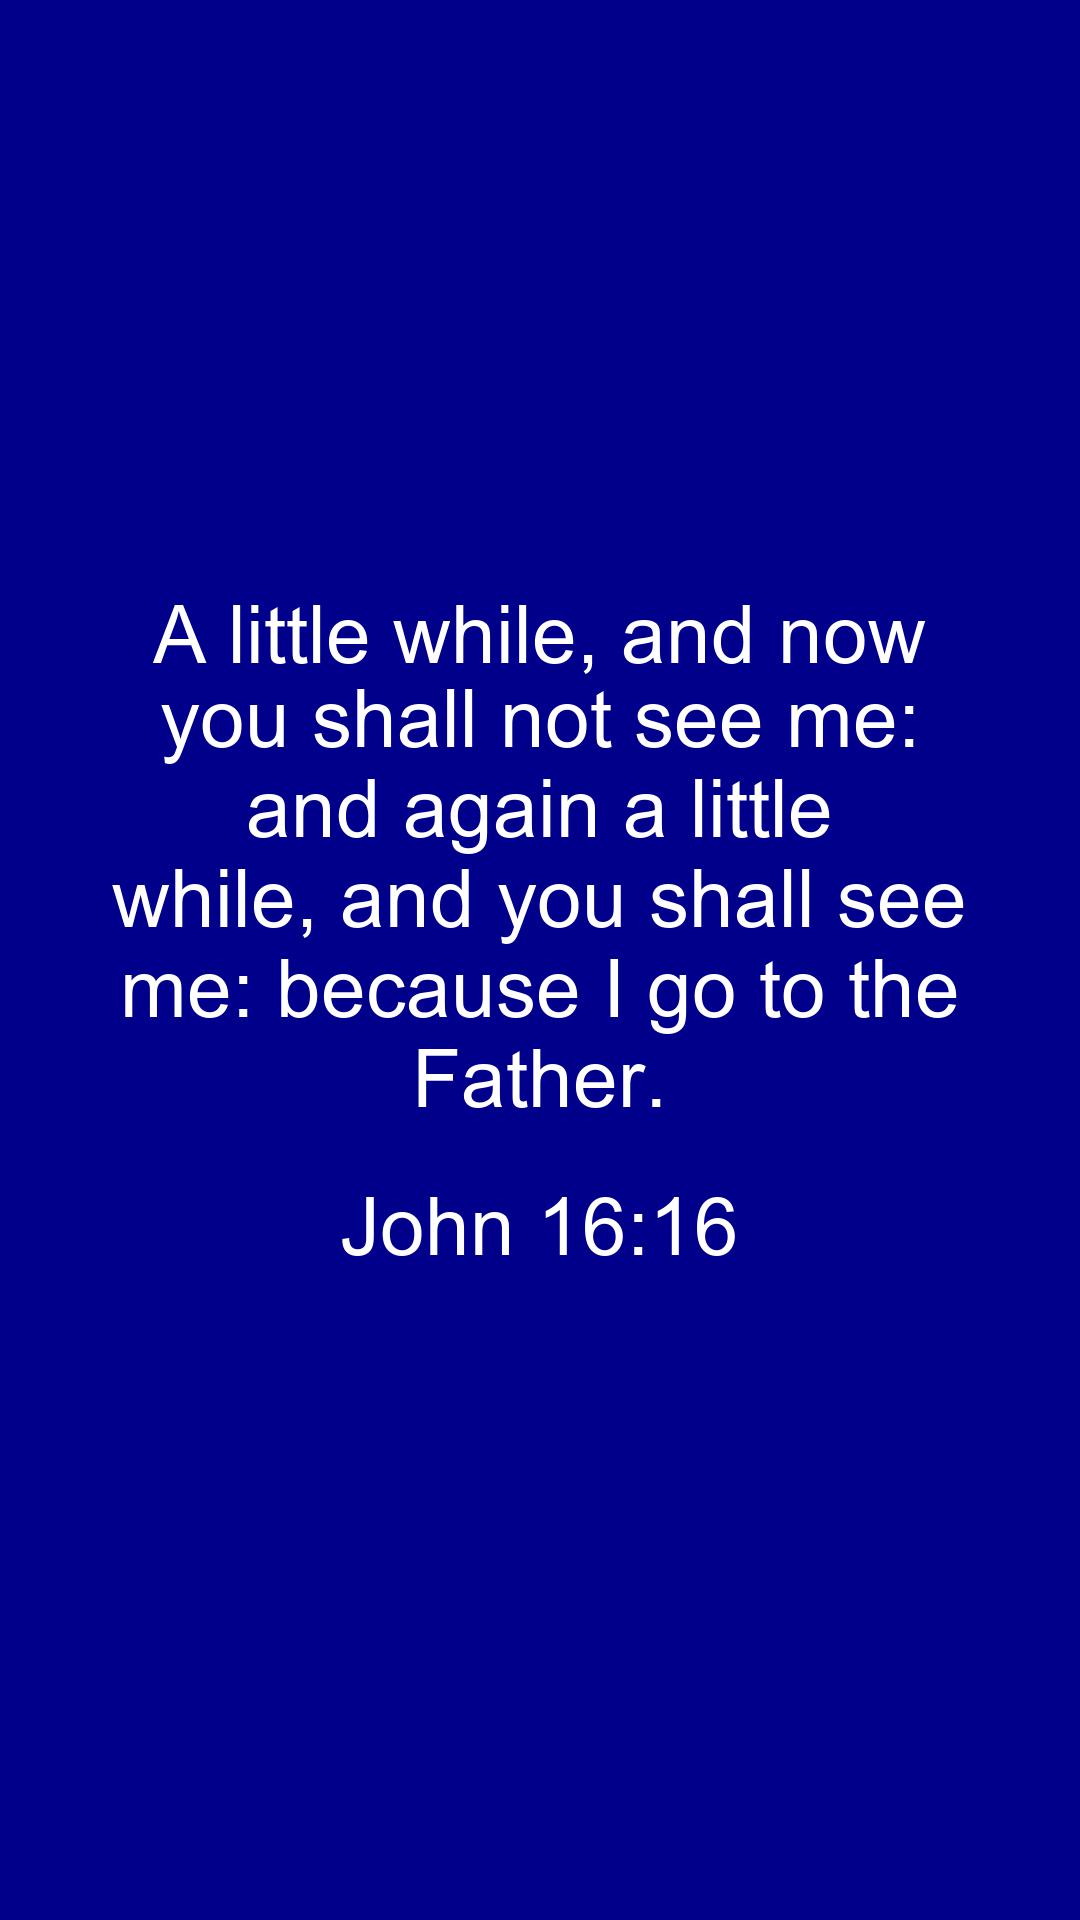 A little while, and now
you shall not see me:
and again a little
while, and you shall see
me: because I go to the
Father.
John 16:16